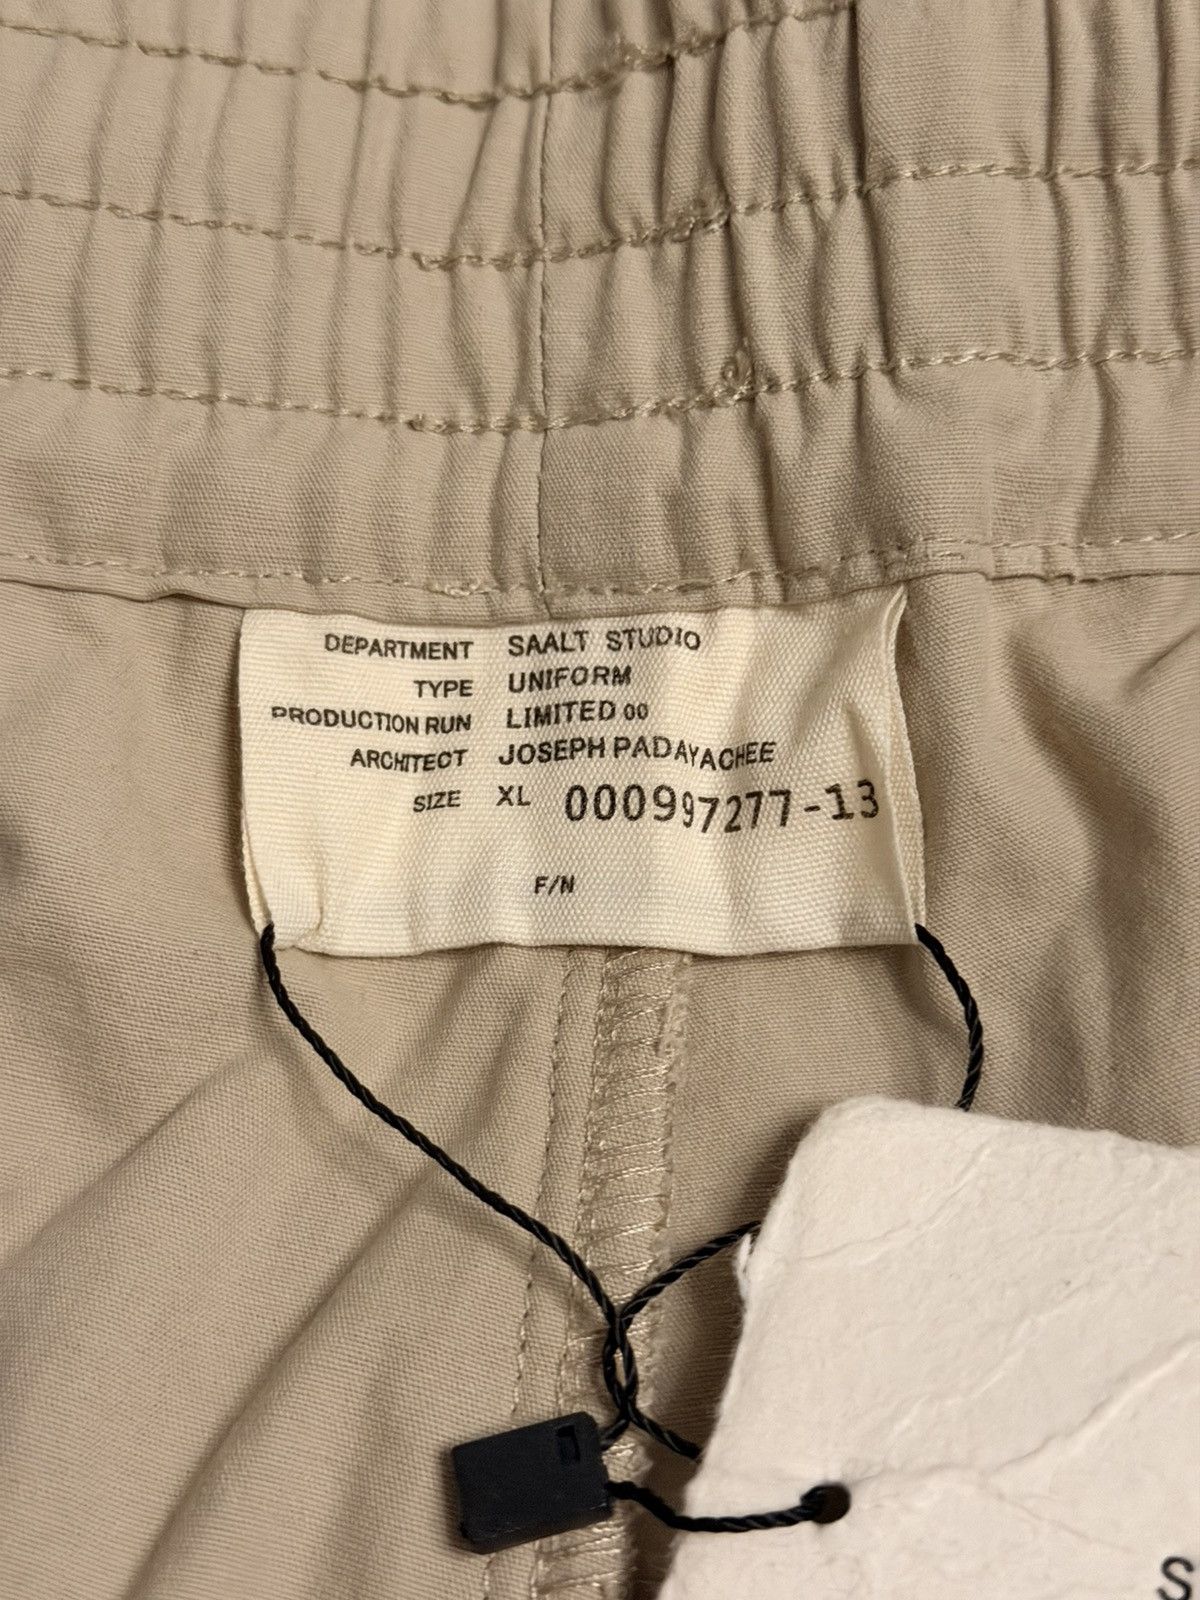 DEPARTMENT SAALT STUDIO
TYPE UNIFORM
PRODUCTION RUN LIMITED 00
ARCHITECT JOSEPH PADAYACHEE
SIZE XL 000997277-13
F/N
S